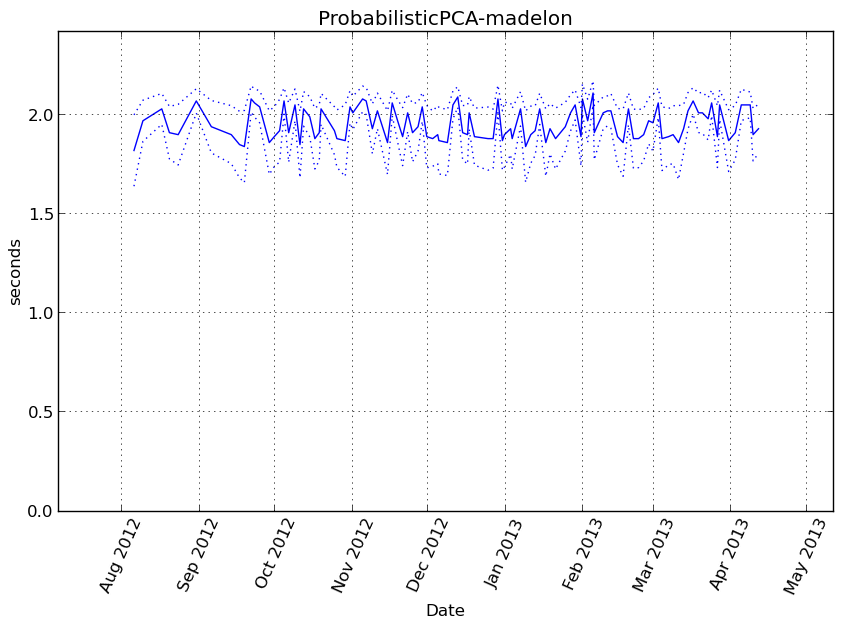 ProbabilisticPCA-madelon
2.0
1.5
1.0
0.5
0.0
seconds
Aug 2012
Sep 2012
Oct 2012
Nov 2012
Dec 2012
Jan 2013
Feb 2013
Mar 2013
Apr 2013
May 2013
Date